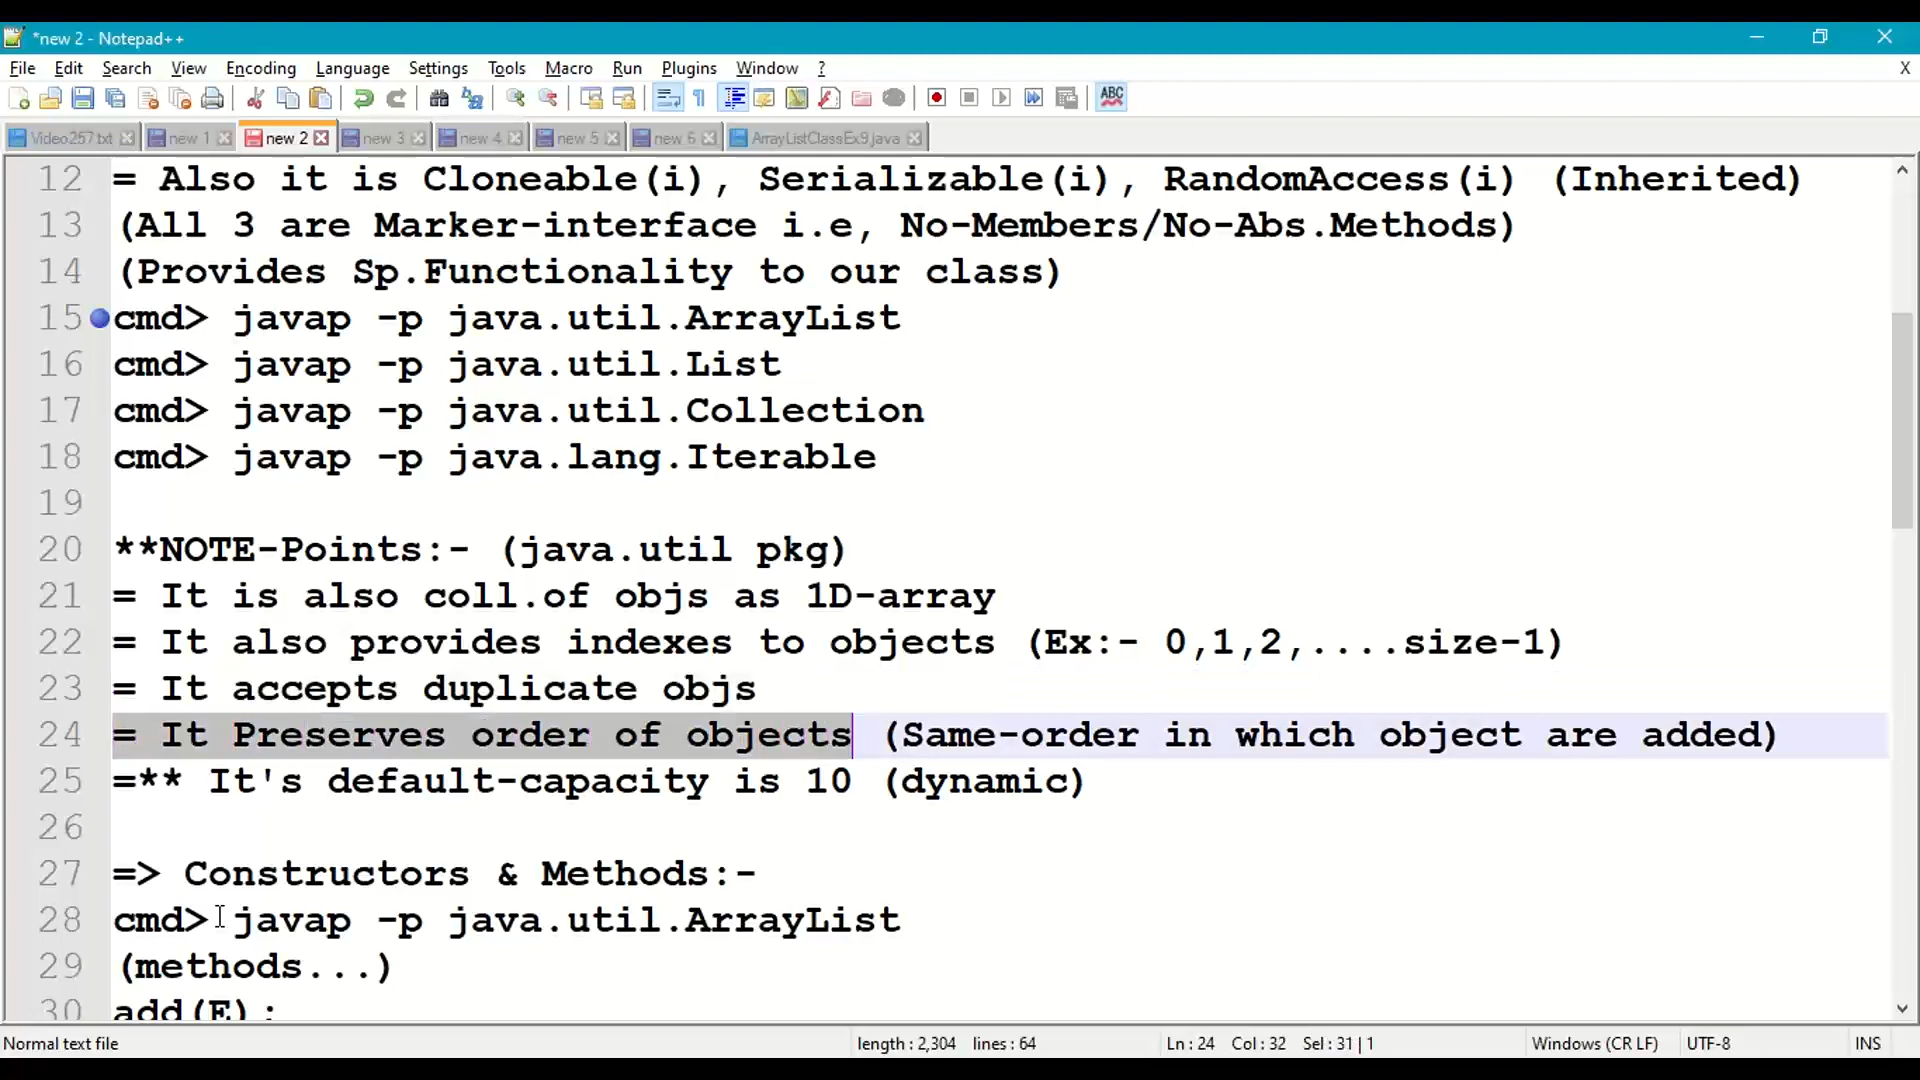 *new 2 - Notepad++
File Edit Search View Encoding Language Settings Tools Macro Run Plugins Window ? X
Video257.txt new 1 new 2 new 3 new 4 new 5 new 6 ArrayListClassEx9.java
12 = Also it is Cloneable(i), Serializable(i), RandomAccess(i) (Inherited)
13 (All 3 are Marker-interface i.e, No-Members/No-Abs.Methods)
14 (Provides Sp.Functionality to our class)
15 cmd> javap -p java.util.ArrayList
16 cmd> javap -p java.util.List
17 cmd> javap -p java.util.Collection
18 cmd> javap -p java.lang.Iterable
19
20 **NOTE-Points:- (java.util pkg)
21 = It is also coll.of objs as 1D-array
22 = It also provides indexes to objects (Ex:- 0,1,2,....size-1)
23 = It accepts duplicate objs
24 = It Preserves order of objects (Same-order in which object are added)
25 =** It's default-capacity is 10 (dynamic)
26
27 => Constructors & Methods:-
28 cmd> javap -p java.util.ArrayList
29 (methods...)
30 add(E):
Normal text file length : 2,304 lines : 64 Ln : 24 Col : 32 Sel : 31 | 1 Windows (CR LF) UTF-8 INS